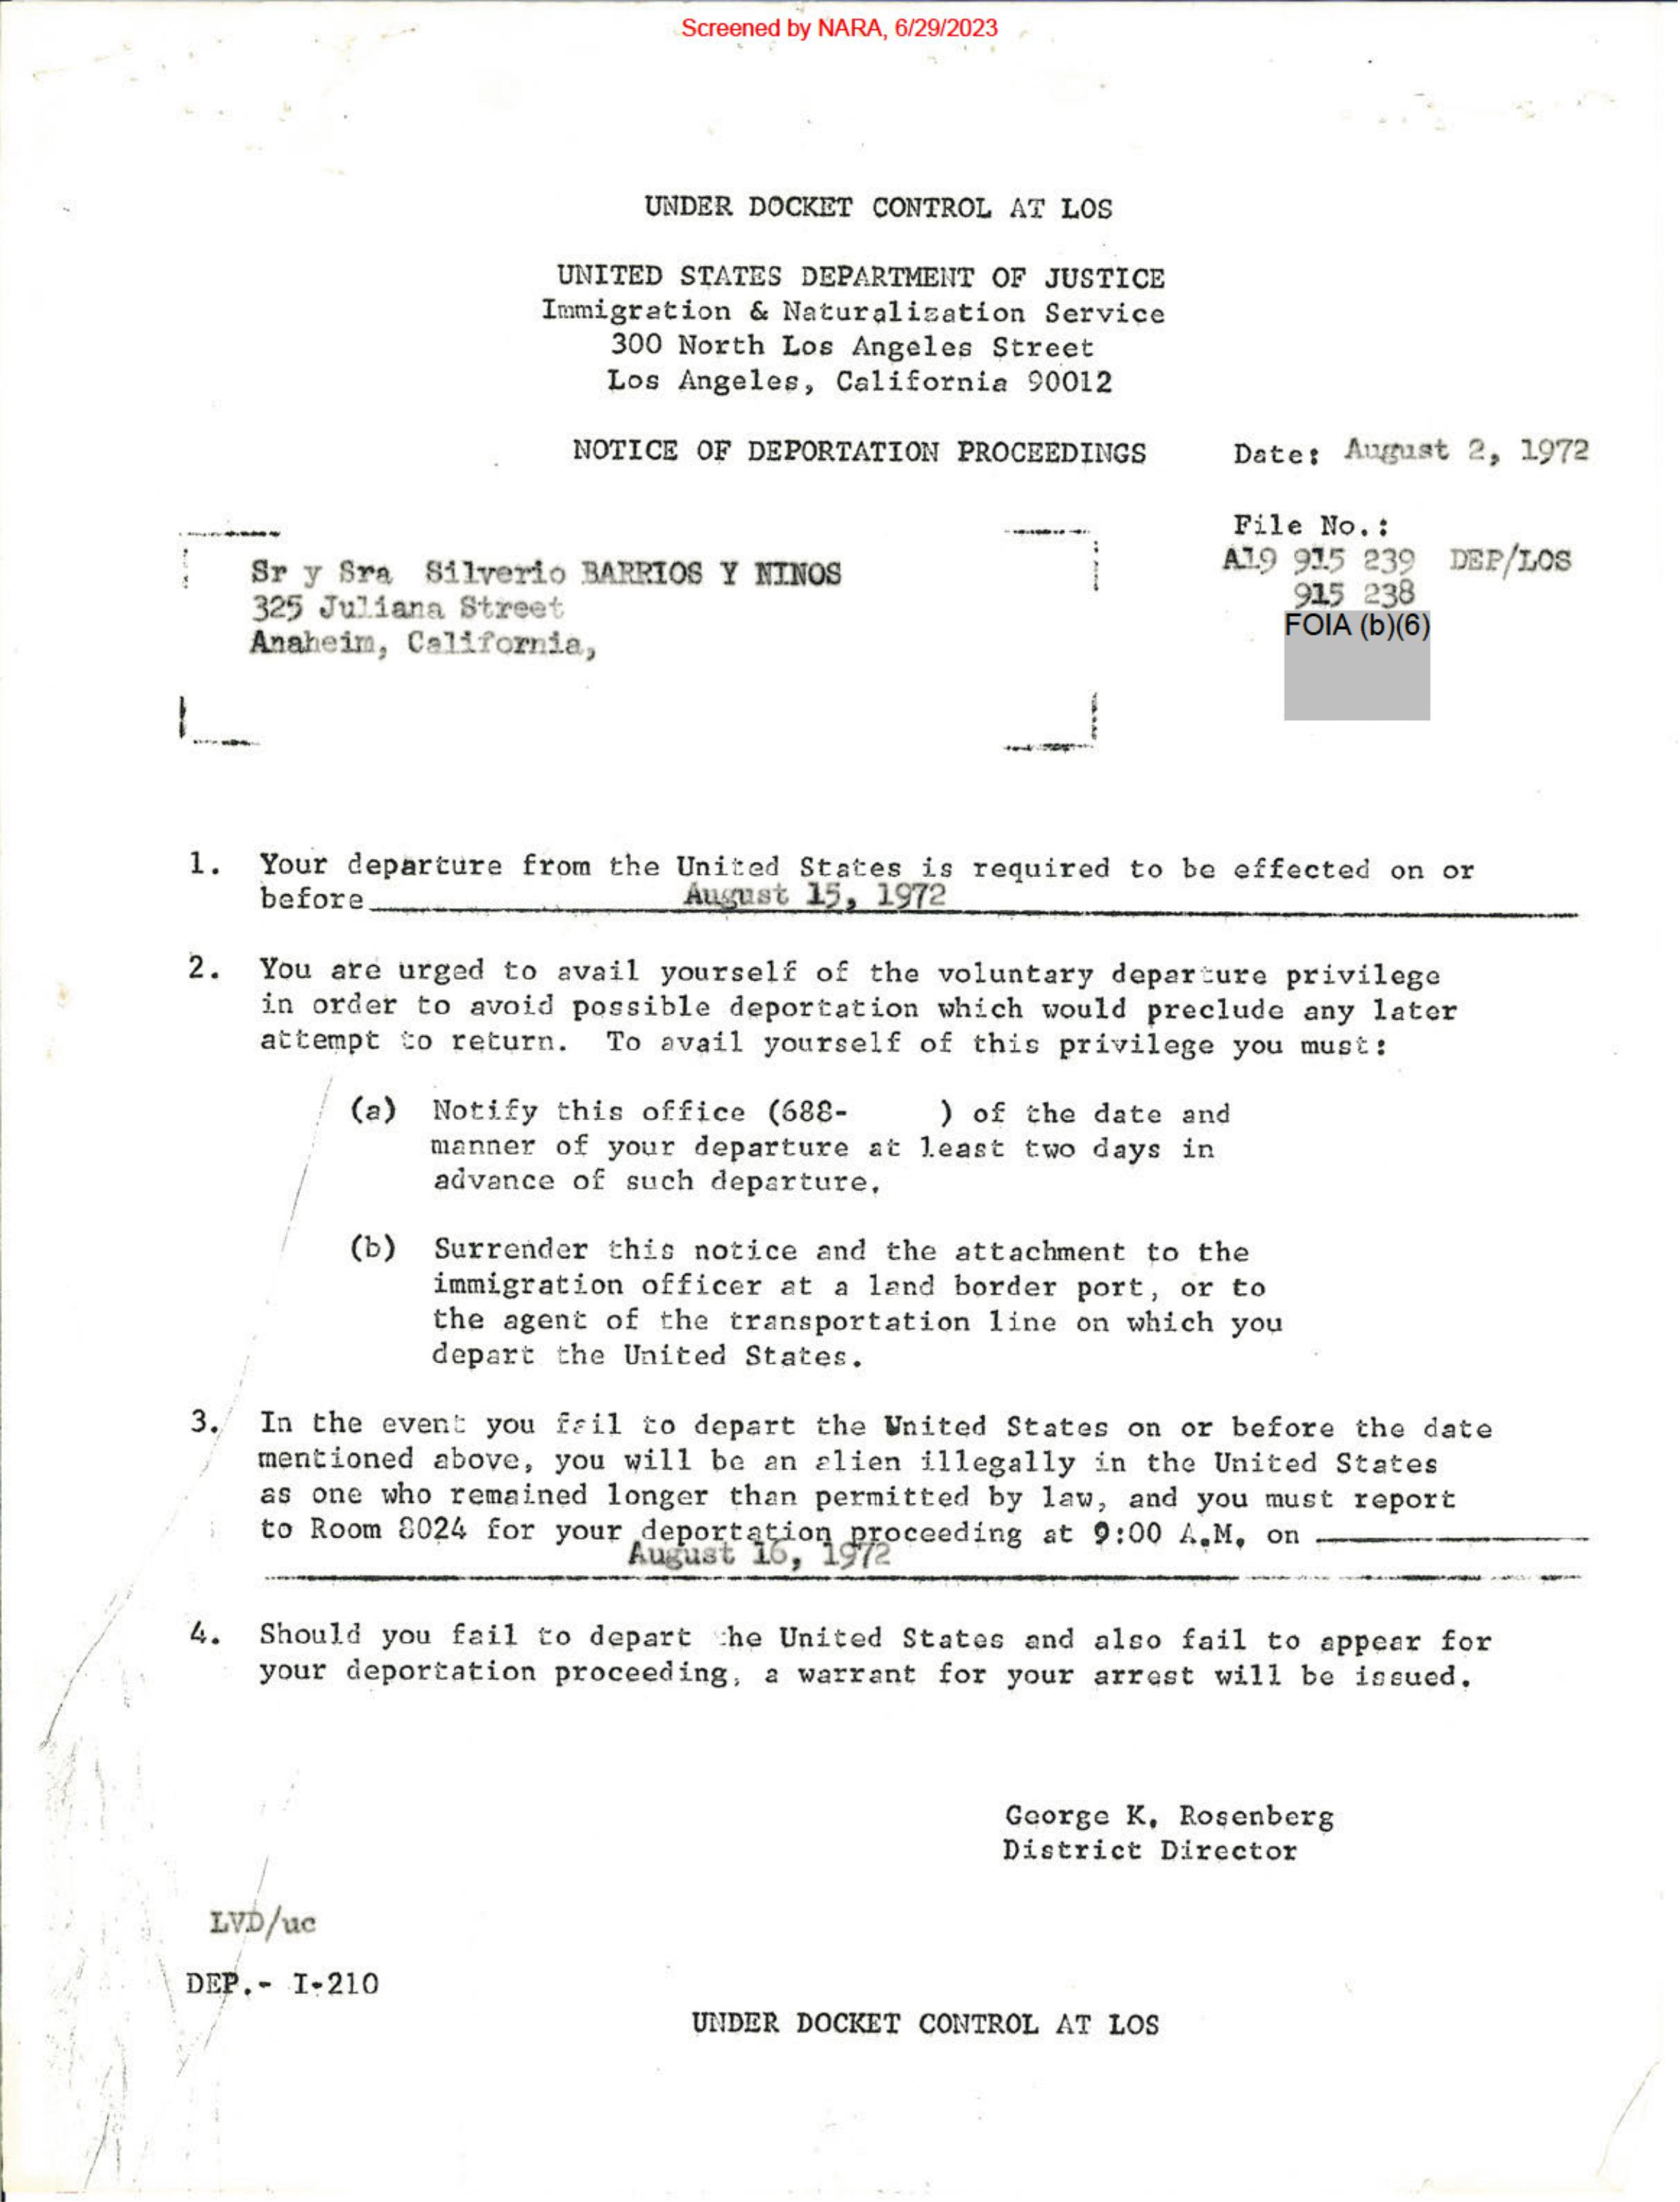 Screened by NARA, 6/29/2023
UNDER DOCKET CONTROL AT LOS
UNITED STATES DEPARTMENT OF JUSTICE
Immigration & Naturalization Service
300 North Los Angeles Street
Los Angeles, California 90012
NOTICE OF DEPORTATION PROCEEDINGS
Date: August 2, 1972
File No.:
A19 915 239 DEP/LOS
915 238
FOIA (b)(6)
Sr y Sra Silverio BARRIOS Y NINOS
325 Juliana Street
Anaheim, California,
1. Your departure from the United States is required to be effected on or
before August 15, 1972
2. You are urged to avail yourself of the voluntary departure privilege
in order to avoid possible deportation which would preclude any later
attempt to return. To avail yourself of this privilege you must:
(a) Notify this office (688- ) of the date and
manner of your departure at least two days in
advance of such departure.
(b) Surrender this notice and the attachment to the
immigration officer at a land border port, or to
the agent of the transportation line on which you
depart the United States.
3. In the event you fail to depart the United States on or before the date
mentioned above, you will be an alien illegally in the United States
as one who remained longer than permitted by law, and you must report
to Room 8024 for your deportation proceeding at 9:00 A.M. on
August 16, 1972
4. Should you fail to depart the United States and also fail to appear for
your deportation proceeding, a warrant for your arrest will be issued.
George K. Rosenberg
District Director
LVD/uc
DEP.- I-210
UNDER DOCKET CONTROL AT LOS